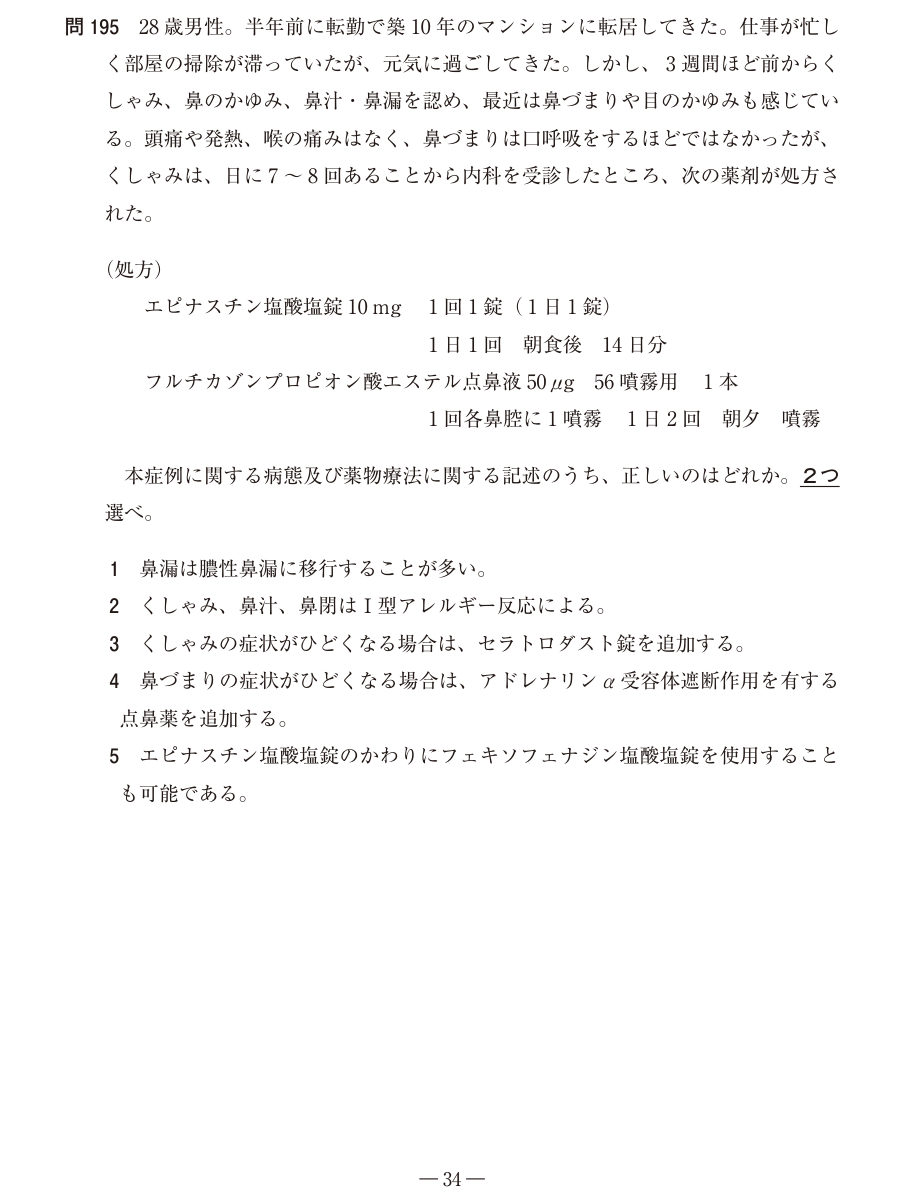 問 195　28 歳男性。半年前に転勤で築 10 年のマンションに転居してきた。仕事が忙し
く部屋の掃除が滞っていたが、元気に過ごしてきた。しかし、３週間ほど前からく
しゃみ、鼻のかゆみ、鼻汁・鼻漏を認め、最近は鼻づまりや目のかゆみも感じてい
る。頭痛や発熱、喉の痛みはなく、鼻づまりは口呼吸をするほどではなかったが、
くしゃみは、日に７～８回あることから内科を受診したところ、次の薬剤が処方さ
れた。
（処方）
エピナスチン塩酸塩錠 10 mg　１回１錠（１日１錠）
１日１回　朝食後　14 日分
フルチカゾンプロピオン酸エステル点鼻液 50 μg　56 噴霧用　１本
１回各鼻腔に１噴霧　１日２回　朝夕　噴霧
本症例に関する病態及び薬物療法に関する記述のうち、正しいのはどれか。２つ
選べ。
1　鼻漏は膿性鼻漏に移行することが多い。
2　くしゃみ、鼻汁、鼻閉はⅠ型アレルギー反応による。
3　くしゃみの症状がひどくなる場合は、セラトロダスト錠を追加する。
4　鼻づまりの症状がひどくなる場合は、アドレナリン α 受容体遮断作用を有する
点鼻薬を追加する。
5　エピナスチン塩酸塩錠のかわりにフェキソフェナジン塩酸塩錠を使用すること
も可能である。
― 34 ―